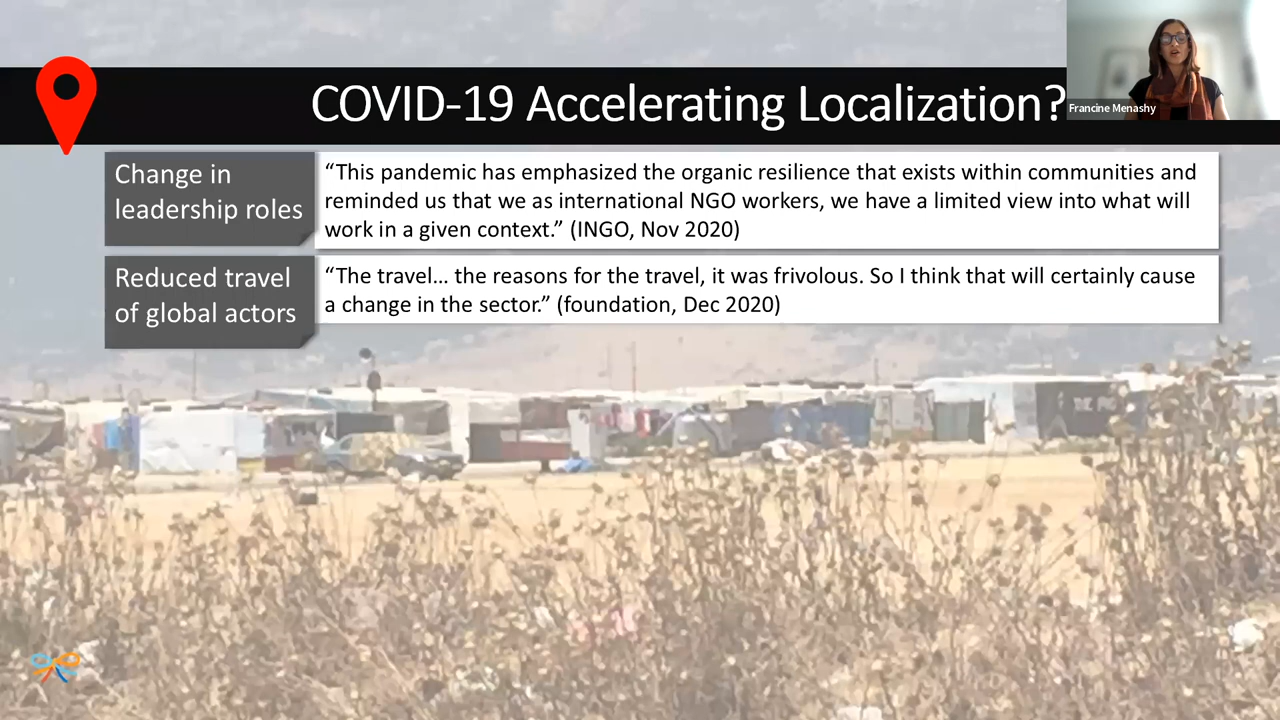 COVID-19 Accelerating Localization?
Francine Menashy
Change in
leadership roles
“This pandemic has emphasized the organic resilience that exists within communities and
reminded us that we as international NGO workers, we have a limited view into what will
work in a given context.” (INGO, Nov 2020)
Reduced travel
of global actors
“The travel… the reasons for the travel, it was frivolous. So I think that will certainly cause
a change in the sector.” (foundation, Dec 2020)